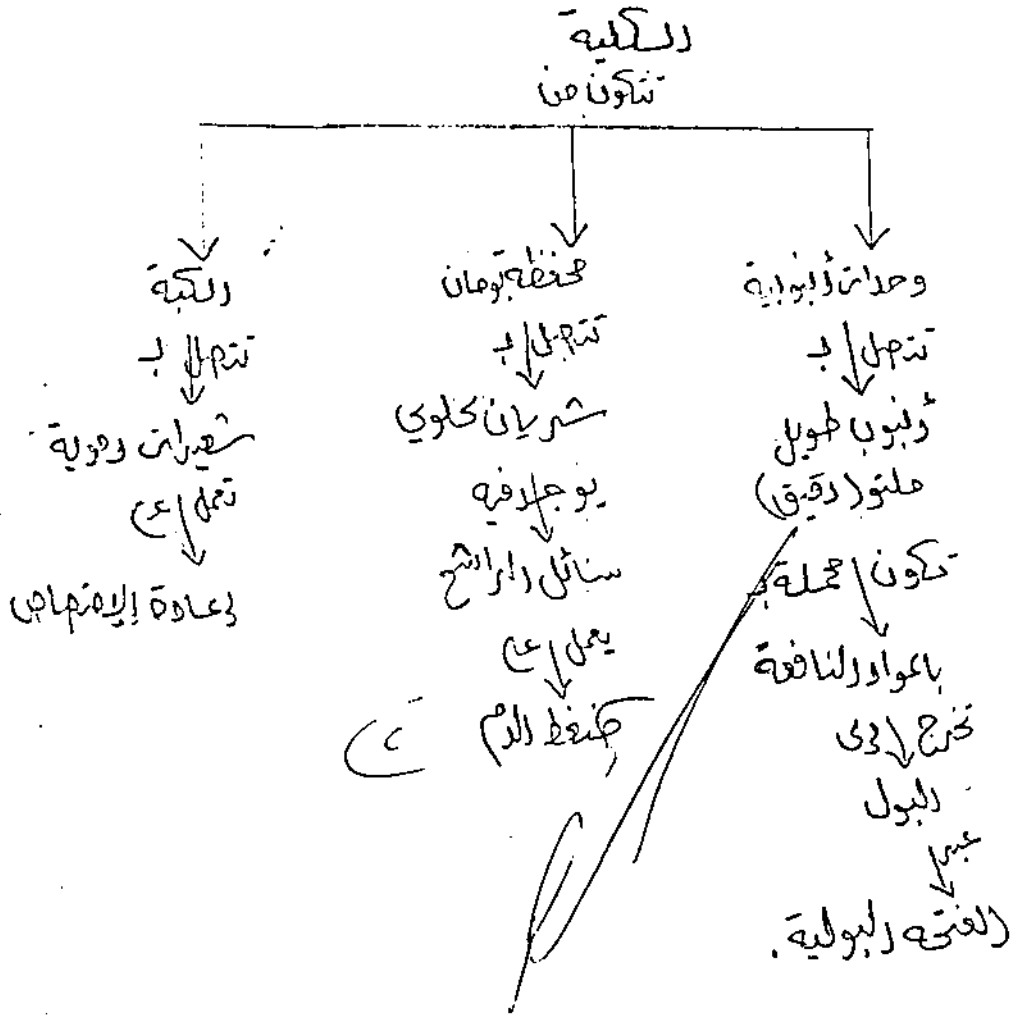 الكلية
تتكون من
وحدات أنبوبية
تتصل بـ
أنبوب طويل
ملتو (دقيق)
تكون محملة بـ
بالمواد النافعة
تخرج إلى
البول
عبر
الفتحه البولية.
محفظة بومان
تتصل بـ
شريان كلوي
يوجد فيه
سائل الراشح
يعمل على
ضغط الدم
الكبة
تتصل بـ
شعيرات دموية
تعمل على
إعادة الإمتصاص